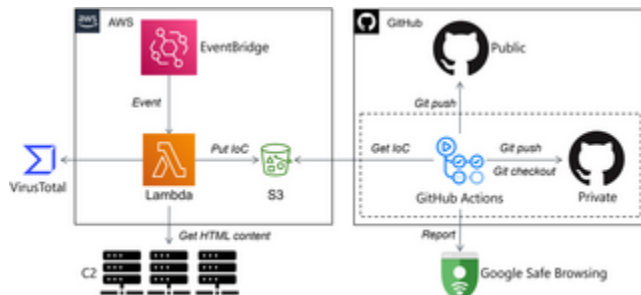 aws
AWS
GitHub
EventBridge
Public
Event
Git push
Put IoC
Get IoC
Git push
Git checkout
VirusTotal
Lambda
S3
GitHub Actions
Private
Get HTML content
Report
C2
Google Safe Browsing